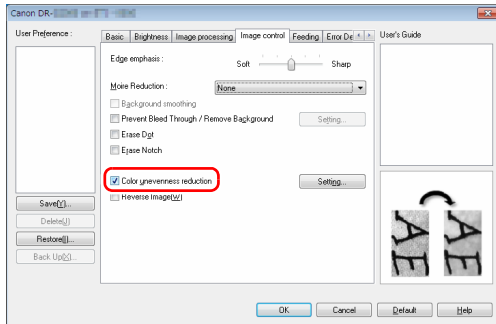 Canon DR-
User Preference :
Basic Brightness Image processing Image control Feeding Error De
User's Guide
Edge emphasis :
Soft
Sharp
Moire Reduction :
None
Background smoothing
Prevent Bleed Through / Remove Background
Setting...
Erase Dot
Erase Notch
Color unevenness reduction
Setting...
Reverse Image(W)
Save(Y)...
Delete(J)
Restore(I)...
Back Up(X)...
AE
AE
OK
Cancel
Default
Help